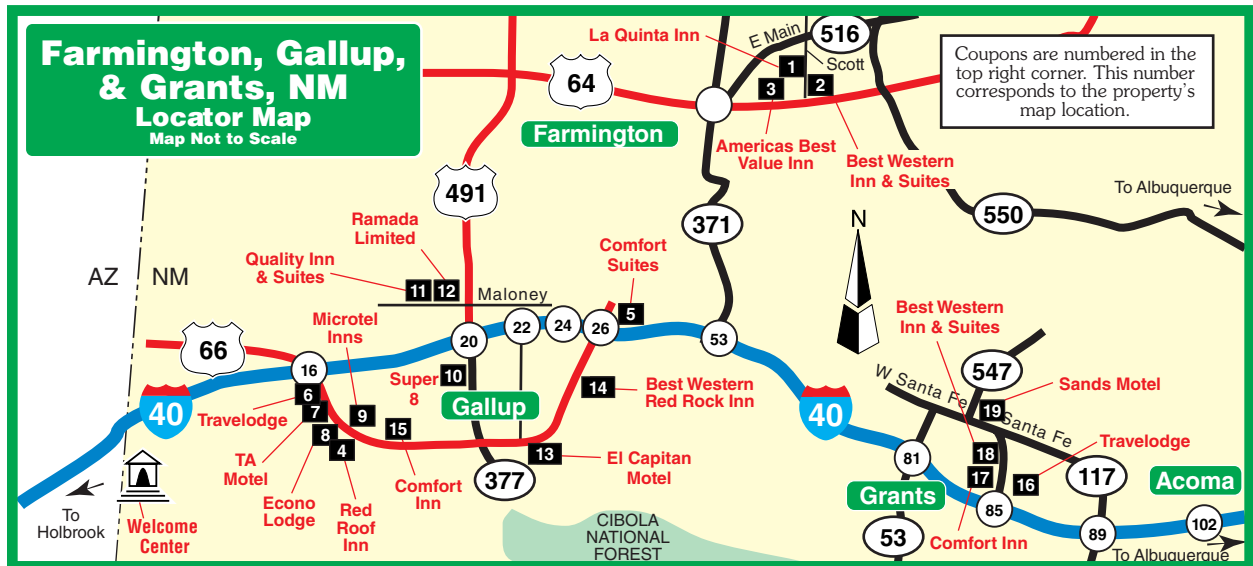 Farmington, Gallup,
& Grants, NM
Locator Map
Map Not to Scale
Coupons are numbered in the
top right corner. This number
corresponds to the property's
map location.
La Quinta Inn
E Main
516
Scott
1
2
3
64
Farmington
Americas Best
Value Inn
Best Western
Inn & Suites
491
371
550
To Albuquerque
N
AZ
NM
Ramada
Limited
Quality Inn
& Suites
11
12
Maloney
Comfort
Suites
5
Microtel
Inns
66
16
20
22
24
26
53
40
Travelodge
6
7
8
4
9
15
Super
8
10
Gallup
14
Best Western
Red Rock Inn
TA
Motel
Econo
Lodge
Red
Roof
Inn
Comfort
Inn
377
13
El Capitan
Motel
To
Holbrook
Welcome
Center
CIBOLA
NATIONAL
FOREST
40
Best Western
Inn & Suites
547
W Santa Fe
Santa Fe
19
Sands Motel
18
17
16
Travelodge
81
85
117
Grants
Acoma
53
Comfort Inn
89
102
To Albuquerque